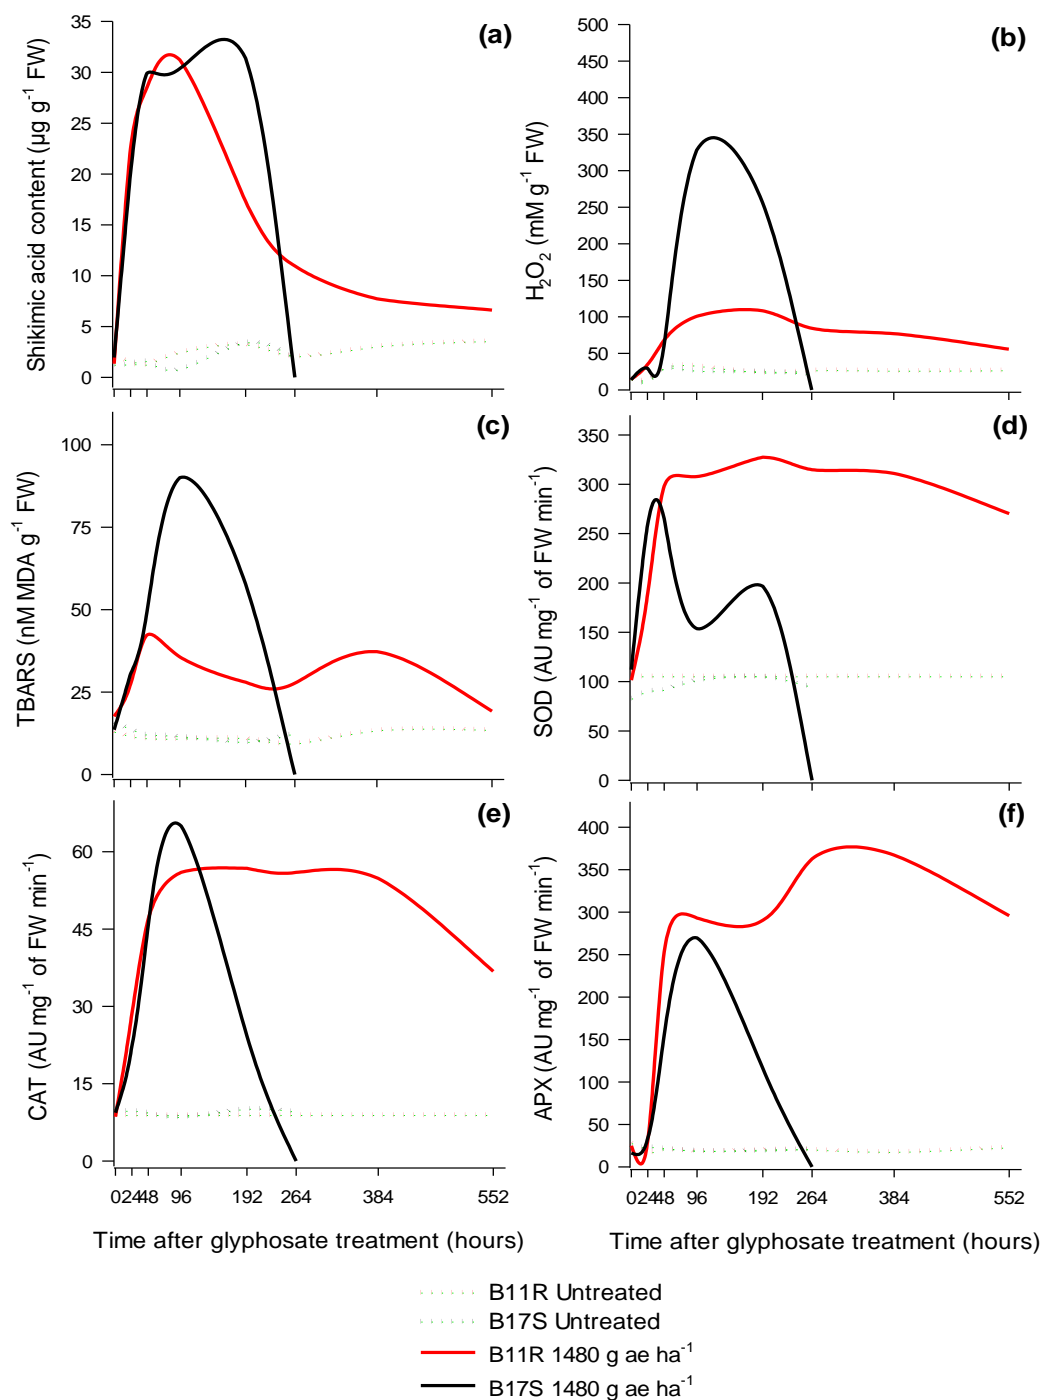 (a)
Shikimic acid content (µg g⁻¹ FW)
35
30
25
20
15
10
5
0
(b)
H₂O₂ (mM g⁻¹ FW)
500
450
400
350
300
250
200
150
100
50
0
(c)
TBARS (nM MDA g⁻¹ FW)
100
75
50
25
0
(d)
SOD (AU mg⁻¹ of FW min⁻¹)
350
300
250
200
150
100
50
0
(e)
CAT (AU mg⁻¹ of FW min⁻¹)
60
45
30
15
0
0 24 48 96 192 264 384 552
Time after glyphosate treatment (hours)
(f)
APX (AU mg⁻¹ of FW min⁻¹)
400
350
300
250
200
150
100
50
0
0 24 48 96 192 264 384 552
Time after glyphosate treatment (hours)
B11R Untreated
B17S Untreated
B11R 1480 g ae ha⁻¹
B17S 1480 g ae ha⁻¹